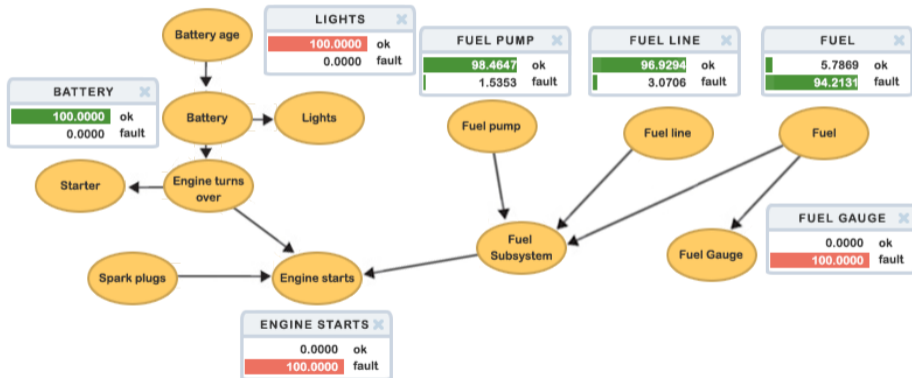 Battery age
LIGHTS
100.0000 ok
0.0000 fault
FUEL PUMP
98.4647 ok
1.5353 fault
FUEL LINE
96.9294 ok
3.0706 fault
FUEL
5.7869 ok
94.2131 fault
BATTERY
100.0000 ok
0.0000 fault
Battery
Lights
Fuel pump
Fuel line
Fuel
Starter
Engine turns
over
Fuel
Subsystem
Fuel Gauge
FUEL GAUGE
0.0000 ok
100.0000 fault
Spark plugs
Engine starts
ENGINE STARTS
0.0000 ok
100.0000 fault